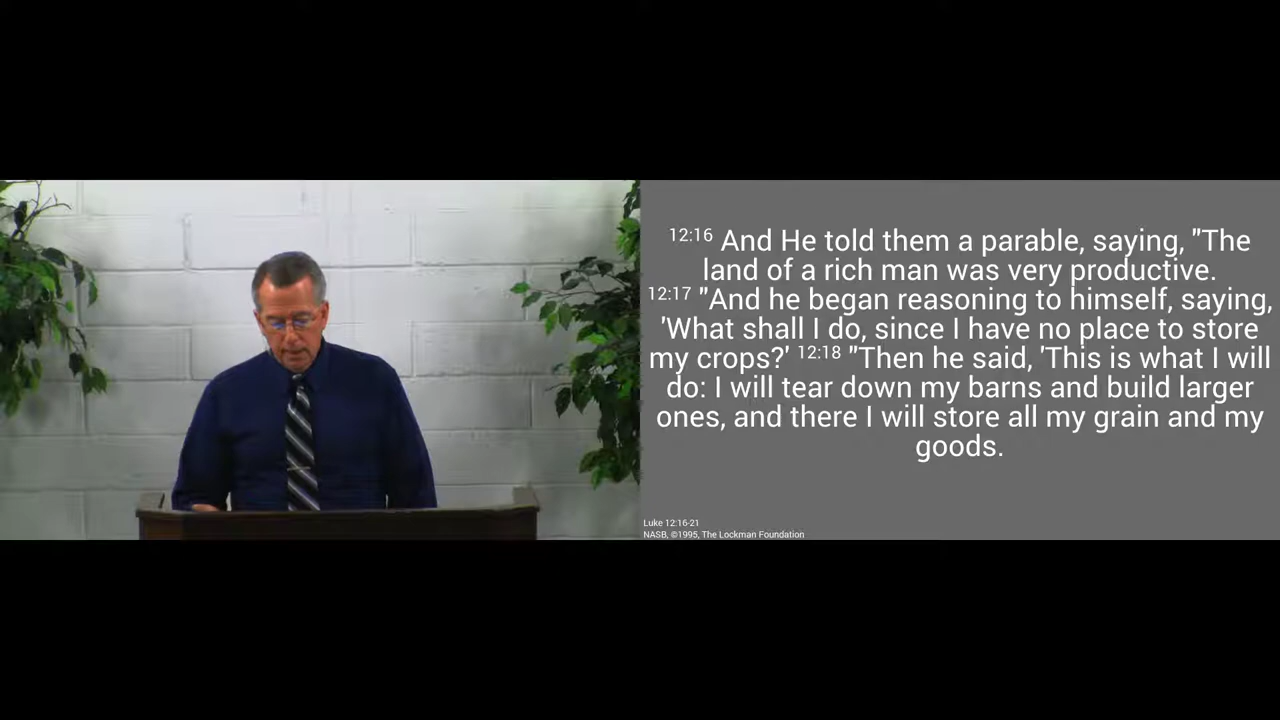 12:16 And He told them a parable, saying, "The
land of a rich man was very productive.
12:17 "And he began reasoning to himself, saying,
'What shall I do, since I have no place to store
my crops?' 12:18 "Then he said, 'This is what I will
do: I will tear down my barns and build larger
ones, and there I will store all my grain and my
goods.
Luke 12:16-21
NASB, ©1995, The Lockman Foundation